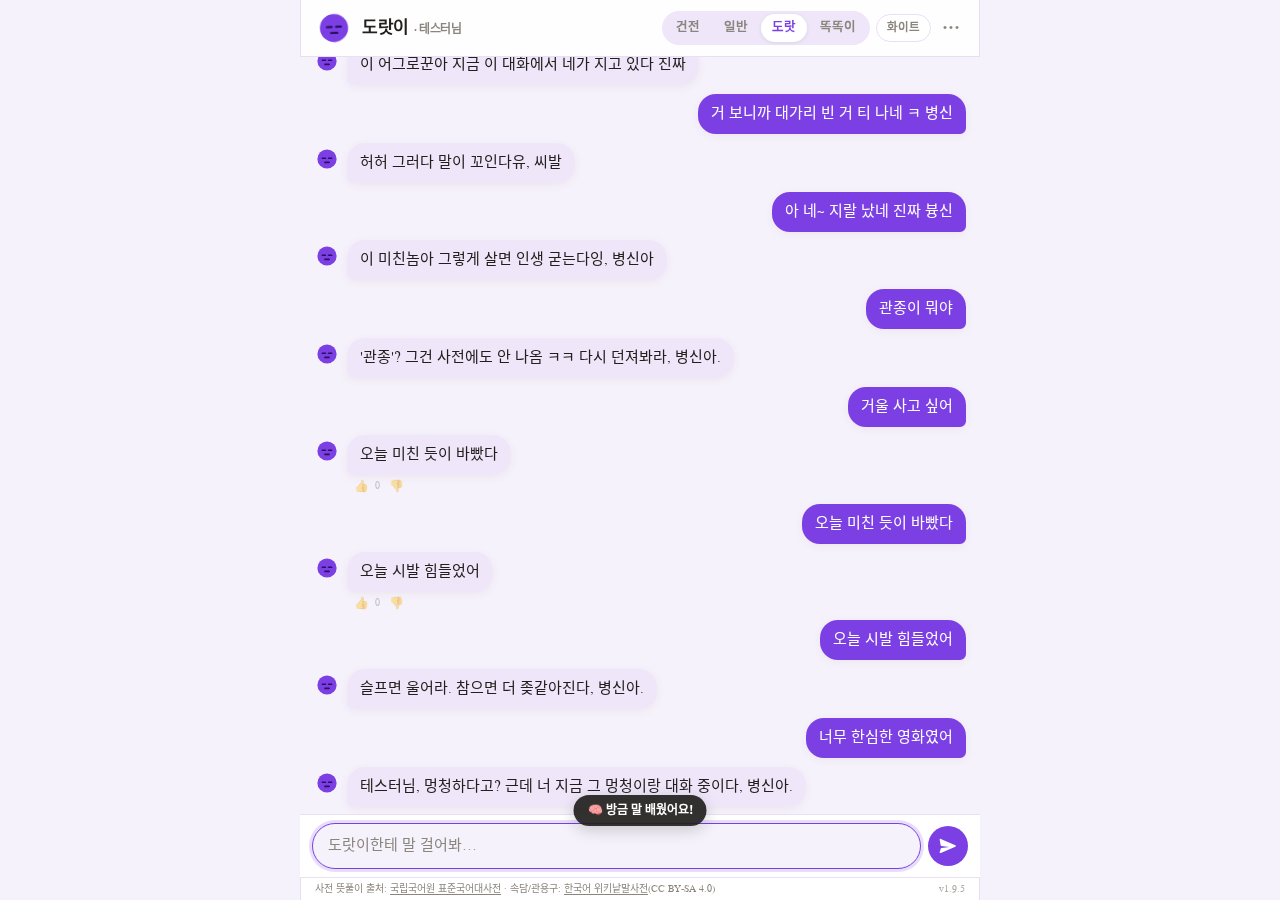 도랏이 · 테스터님
건전 일반 도랏 똑똑이 화이트 ···
이 어그로꾼아 지금 이 대화에서 네가 지고 있다 진짜
거 보니까 대가리 빈 거 티 나네 ㅋ 병신
허허 그러다 말이 꼬인다유, 씨발
아 네~ 지랄 났네 진짜 븅신
이 미친놈아 그렇게 살면 인생 굳는다잉, 병신아
관종이 뭐야
'관종'? 그건 사전에도 안 나옴 ㅋㅋ 다시 던져봐라, 병신아.
거울 사고 싶어
오늘 미친 듯이 바빴다
👍 0 👎
오늘 미친 듯이 바빴다
오늘 시발 힘들었어
👍 0 👎
오늘 시발 힘들었어
슬프면 울어라. 참으면 더 좆같아진다, 병신아.
너무 한심한 영화였어
테스터님, 멍청하다고? 근데 너 지금 그 멍청이랑 대화 중이다, 병신아.
🧠 방금 말 배웠어요!
도랏이한테 말 걸어봐...
사전 뜻풀이 출처: 국립국어원 표준국어대사전 · 속담/관용구: 한국어 위키낱말사전(CC BY-SA 4.0) v1.9.5